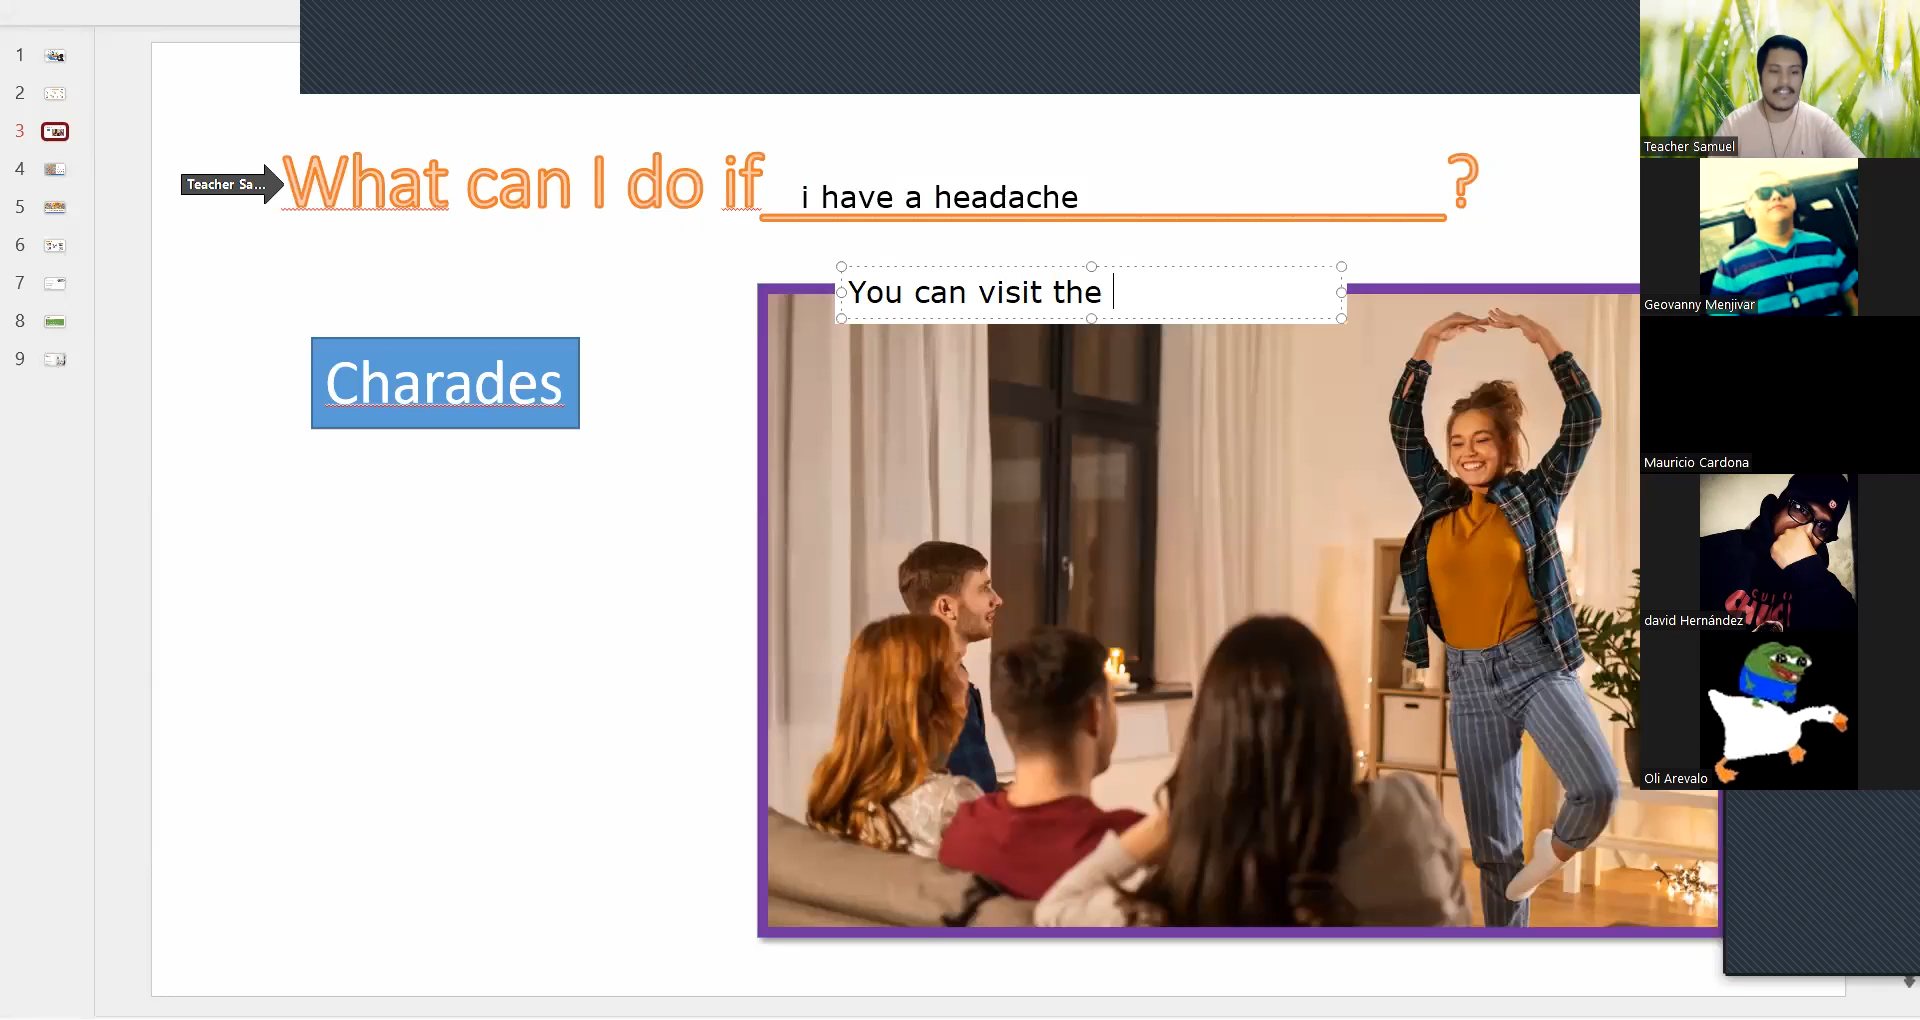 1
2
3
4
5
6
7
8
9
Teacher Sa...
What can I do if i have a headache ?
You can visit the
Charades
Teacher Samuel
Geovanny Menjivar
Mauricio Cardona
david Hernández
Oli Arevalo